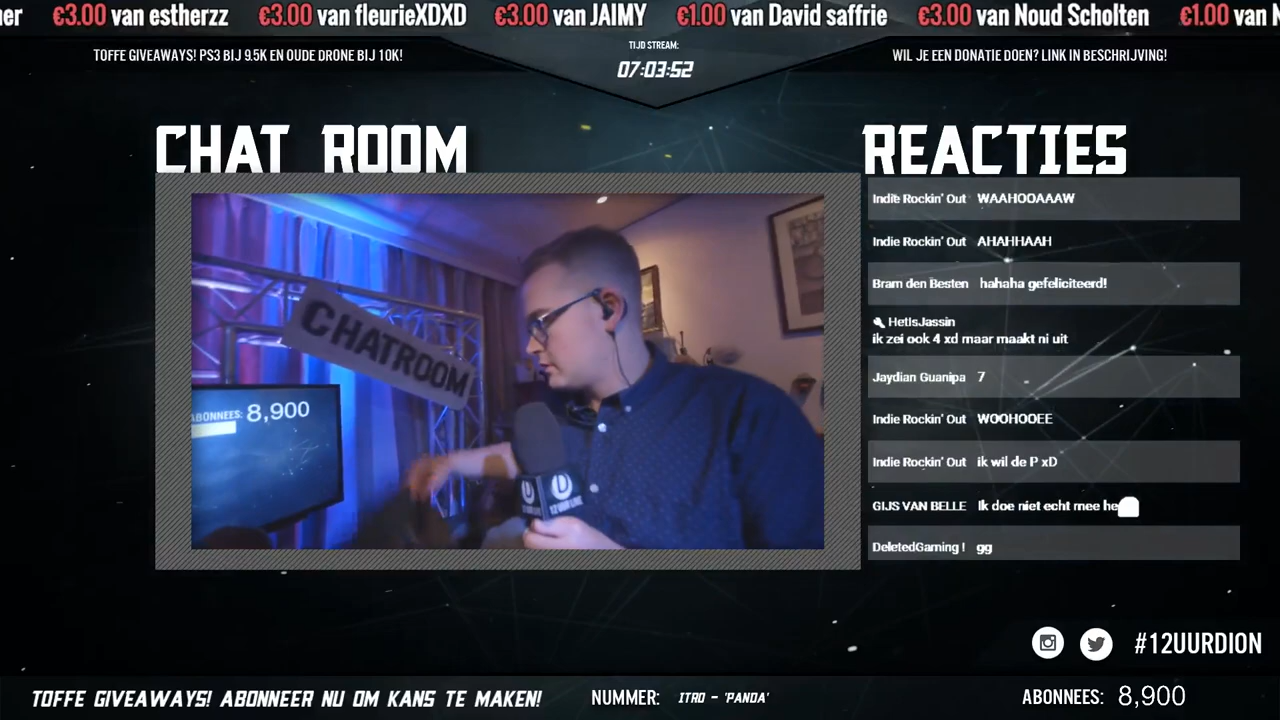 €3.00 van estherzz €3.00 van fleurieXDXD €3.00 van JAIMY €1.00 van David saffrie €3.00 van Noud Scholten €1.00 van
TOFFE GIVEAWAYS! PS3 BIJ 9.5K EN OUDE DRONE BIJ 10K!
TIJD STREAM:
07:03:52
WIL JE EEN DONATIE DOEN? LINK IN BESCHRIJVING!
CHAT ROOM
CHATROOM
ABONNEES: 8,900
12 UUR LIVE
REACTIES
Indie Rockin' Out WAAHOOAAAW
Indie Rockin' Out AHAHHAAH
Bram den Besten hahaha gefeliciteerd!
HetIsJassin
ik zei ook 4 xd maar maakt ni uit
Jaydian Guanipa 7
Indie Rockin' Out WOOHOOEE
Indie Rockin' Out ik wil de P xD
GIJS VAN BELLE Ik doe niet echt mee he
DeletedGaming ! gg
#12UURDION
TOFFE GIVEAWAYS! ABONNEER NU OM KANS TE MAKEN!
NUMMER: ITRO - 'PANDA'
ABONNEES: 8,900